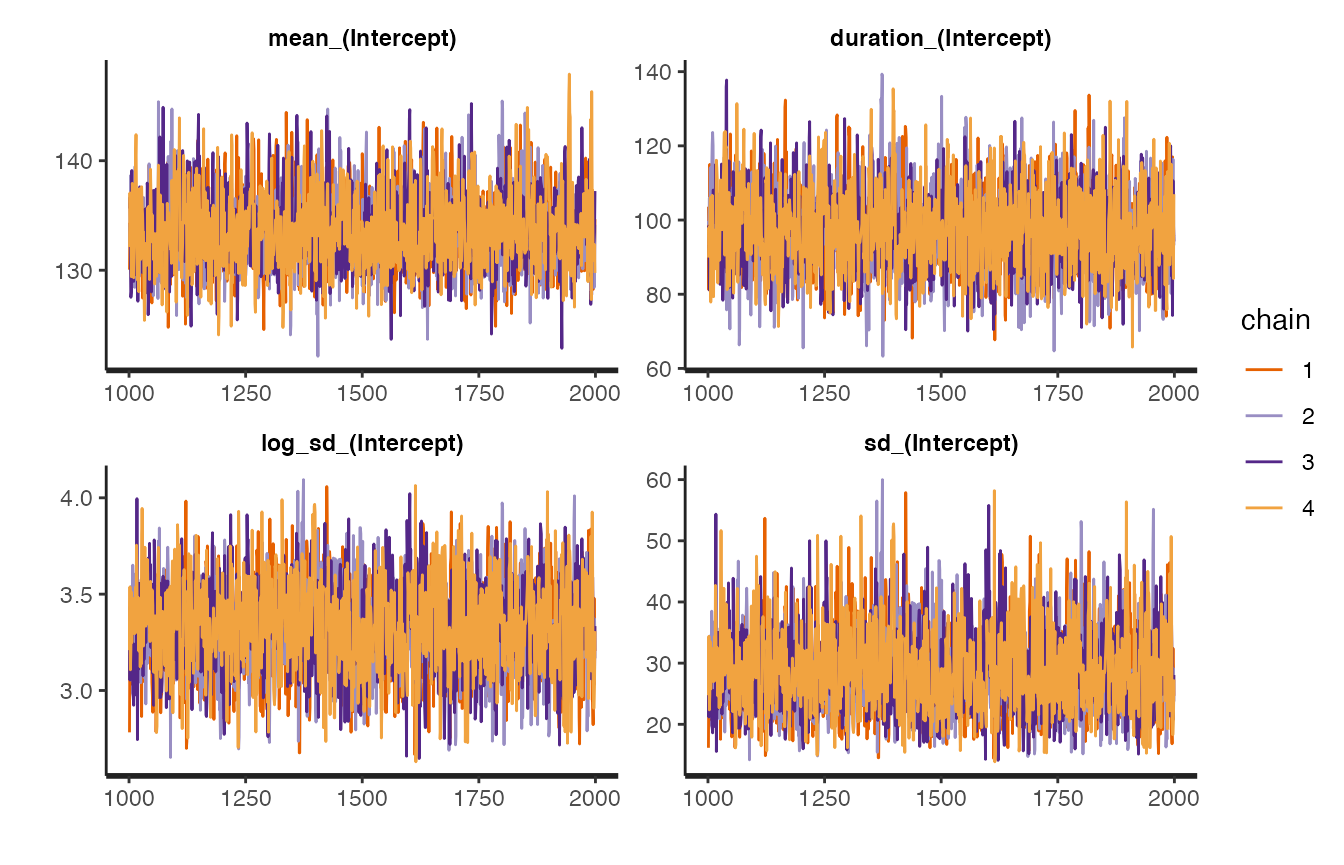 mean_(Intercept)
duration_(Intercept)
140
130
1000 1250 1500 1750 2000
140
120
100
80
60
1000 1250 1500 1750 2000
log_sd_(Intercept)
sd_(Intercept)
4.0
3.5
3.0
1000 1250 1500 1750 2000
60
50
40
30
20
1000 1250 1500 1750 2000
chain
1
2
3
4